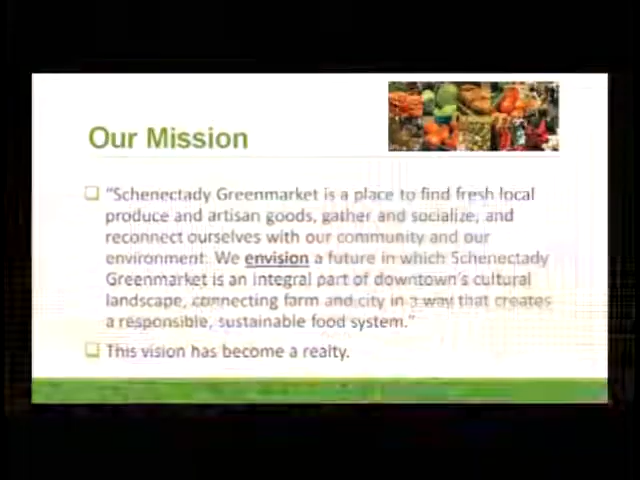 Our Mission
"Schenectady Greenmarket is a place to find fresh local
produce and artisan goods, gather and socialize, and
reconnect ourselves with our community and our
environment. We envision a future in which Schenectady
Greenmarket is an integral part of downtown's cultural
landscape, connecting farm and city in a way that creates
a responsible, sustainable food system."
This vision has become a realty.